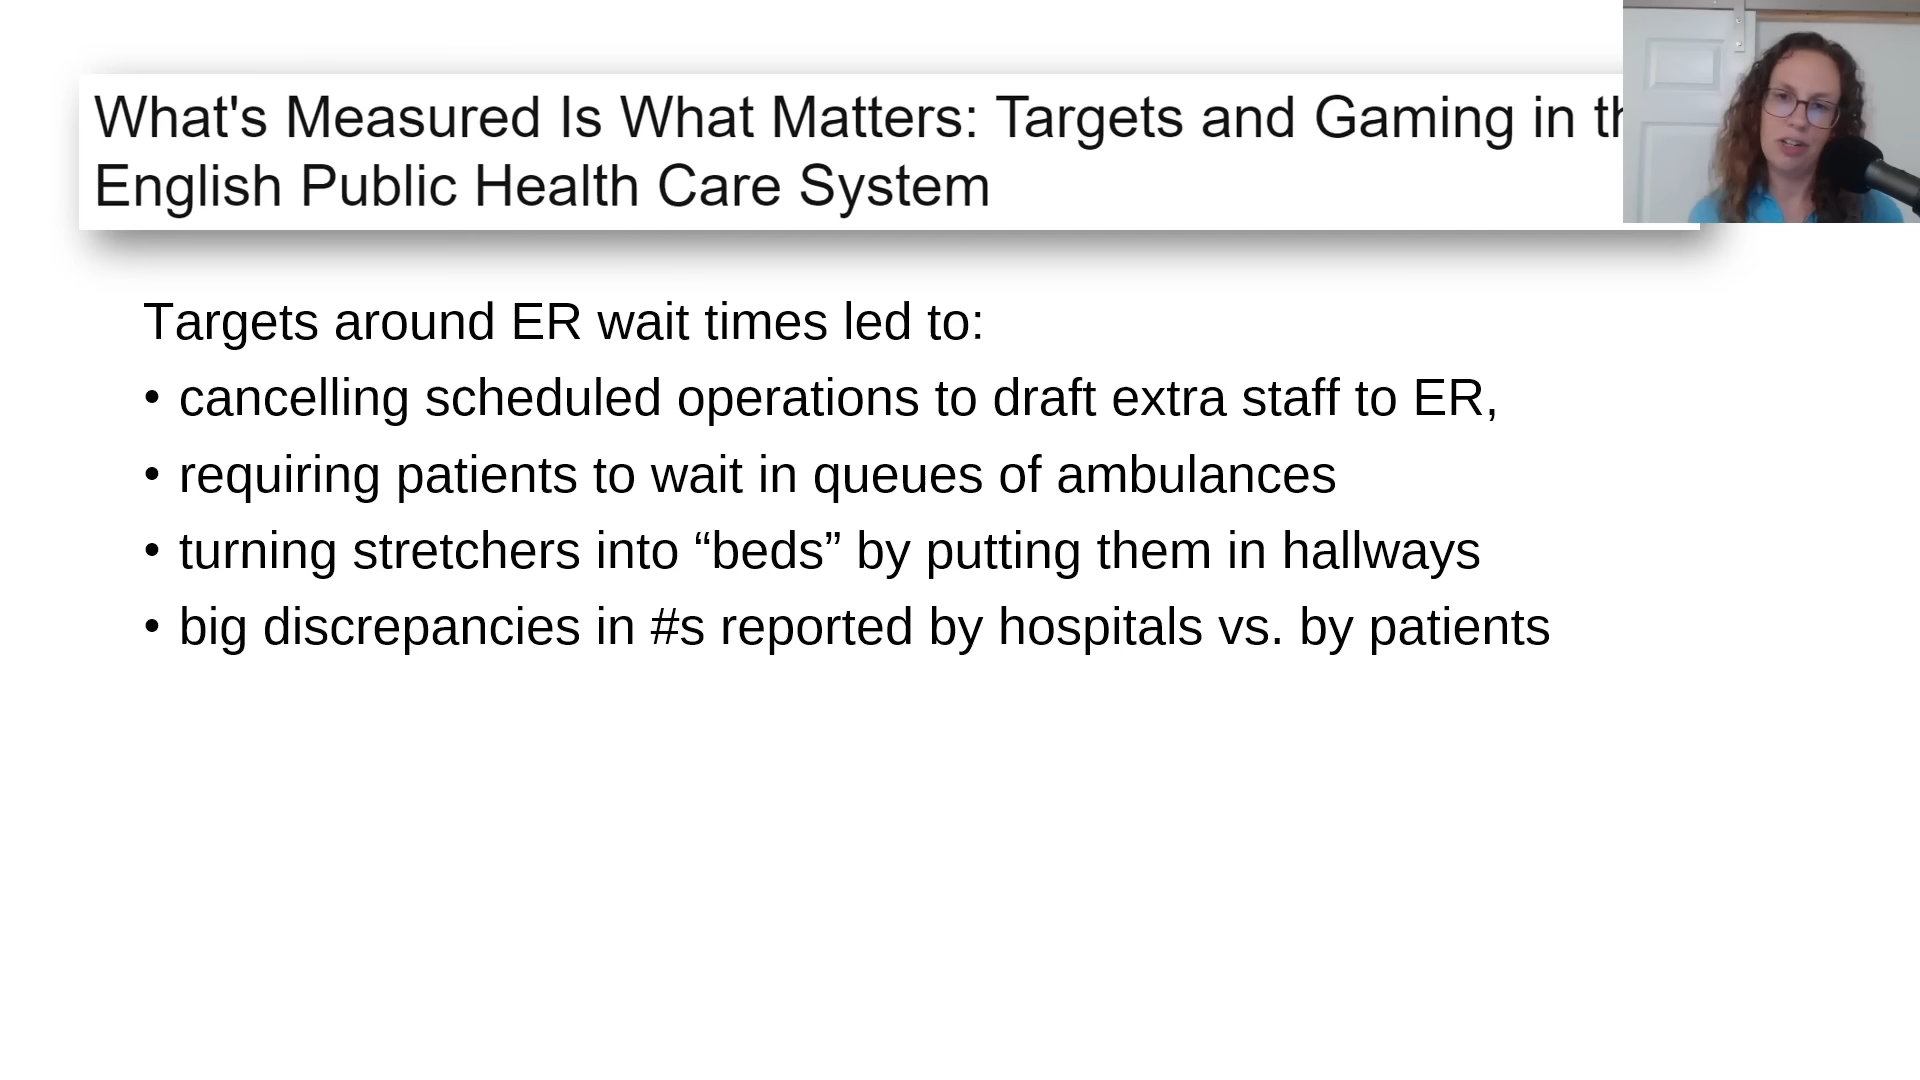 What's Measured Is What Matters: Targets and Gaming in
English Public Health Care System
Targets around ER wait times led to:
• cancelling scheduled operations to draft extra staff to ER,
• requiring patients to wait in queues of ambulances
• turning stretchers into “beds” by putting them in hallways
• big discrepancies in #s reported by hospitals vs. by patients